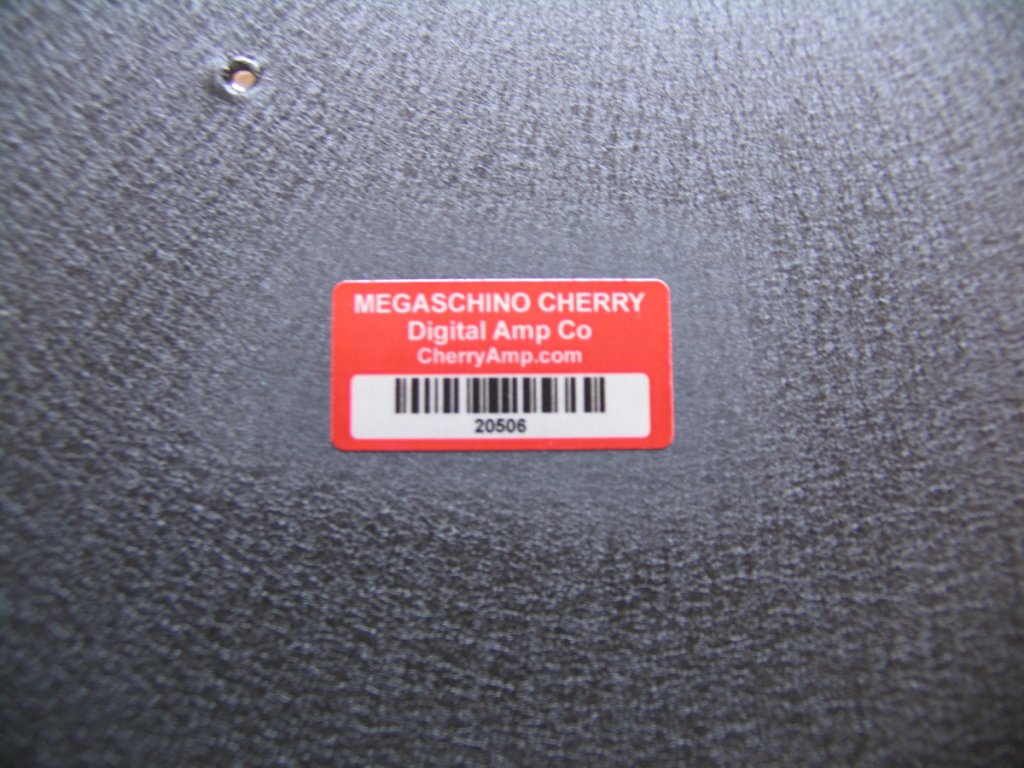 MEGASCHINO CHERRY
Digital Amp Co
CherryAmp.com
20506